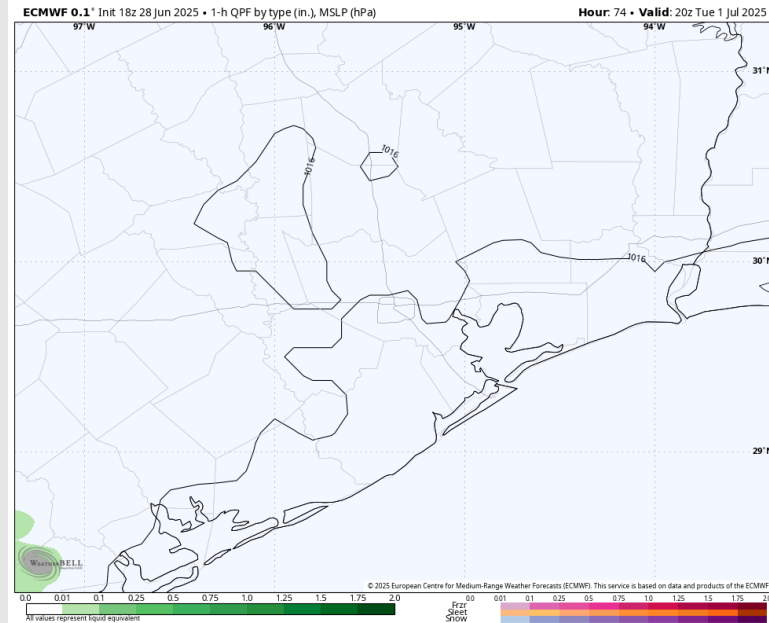 ECMWF 0.1° Init 18z 28 Jun 2025 • 1-h QPF by type (in.), MSLP (hPa)
Hour: 74 • Valid: 20z Tue 1 Jul 2025
97°W 96°W 95°W 94°W
31°N
1016
1016
30°N
1016
29°N
WEATHERBELL
© 2025 European Centre for Medium-Range Weather Forecasts (ECMWF). This service is based on data and products of the ECMWF
0.0 0.01 0.1 0.25 0.5 0.75 1.0 1.25 1.5 1.75 2.0
All values represent liquid equivalent
0.0 0.01 0.1 0.25 0.5 0.75 1.0 1.25 1.5 1.75 2.0
Frzr
Sleet
Snow